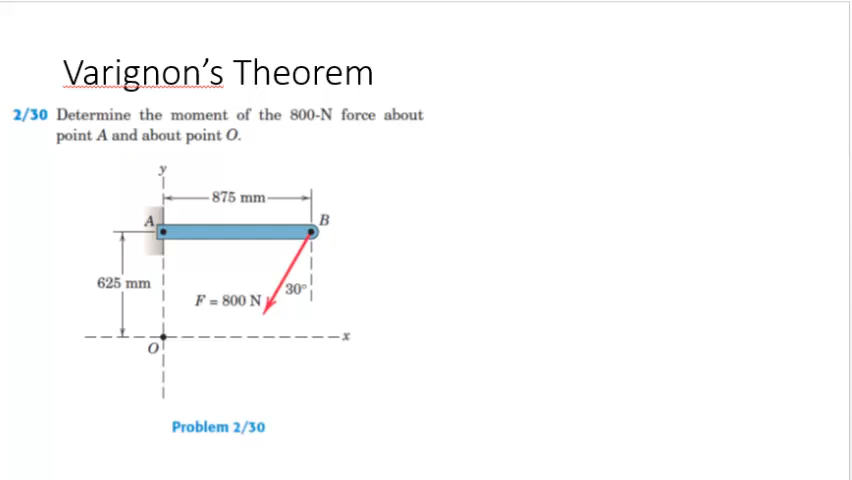 Varignon's Theorem
2/30 Determine the moment of the 800-N force about
point A and about point O.
y
875 mm
A
B
625 mm
30°
F = 800 N
x
O
Problem 2/30